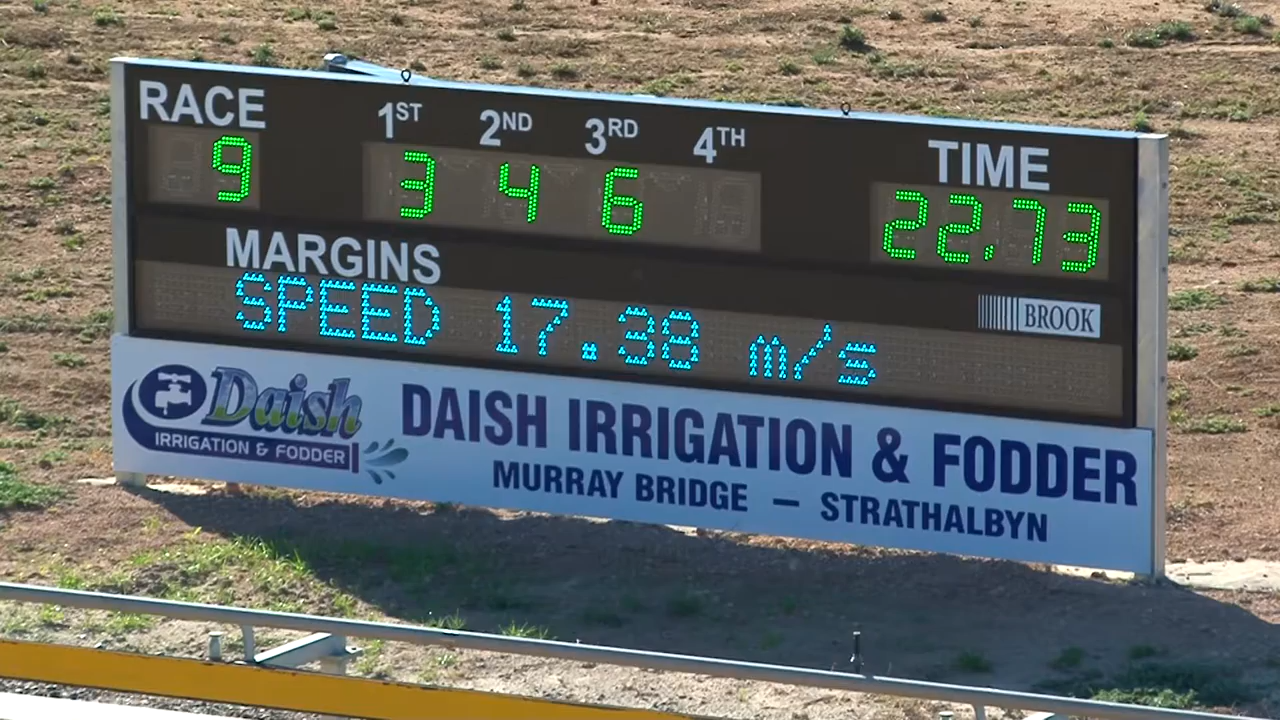 RACE 1ST 2ND 3RD 4TH TIME
9 3 4 6 22.73
MARGINS
BROOK
SPEED 17.38 m/s
Daish
IRRIGATION & FODDER
DAISH IRRIGATION & FODDER
MURRAY BRIDGE — STRATHALBYN